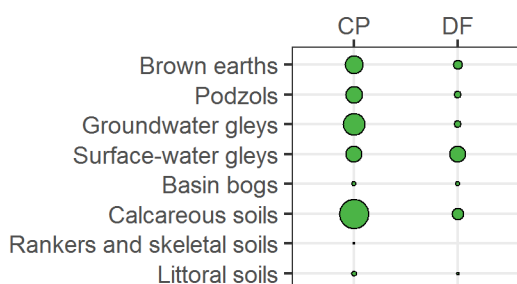 CP DF
Brown earths
Podzols
Groundwater gleys
Surface-water gleys
Basin bogs
Calcareous soils
Rankers and skeletal soils
Littoral soils